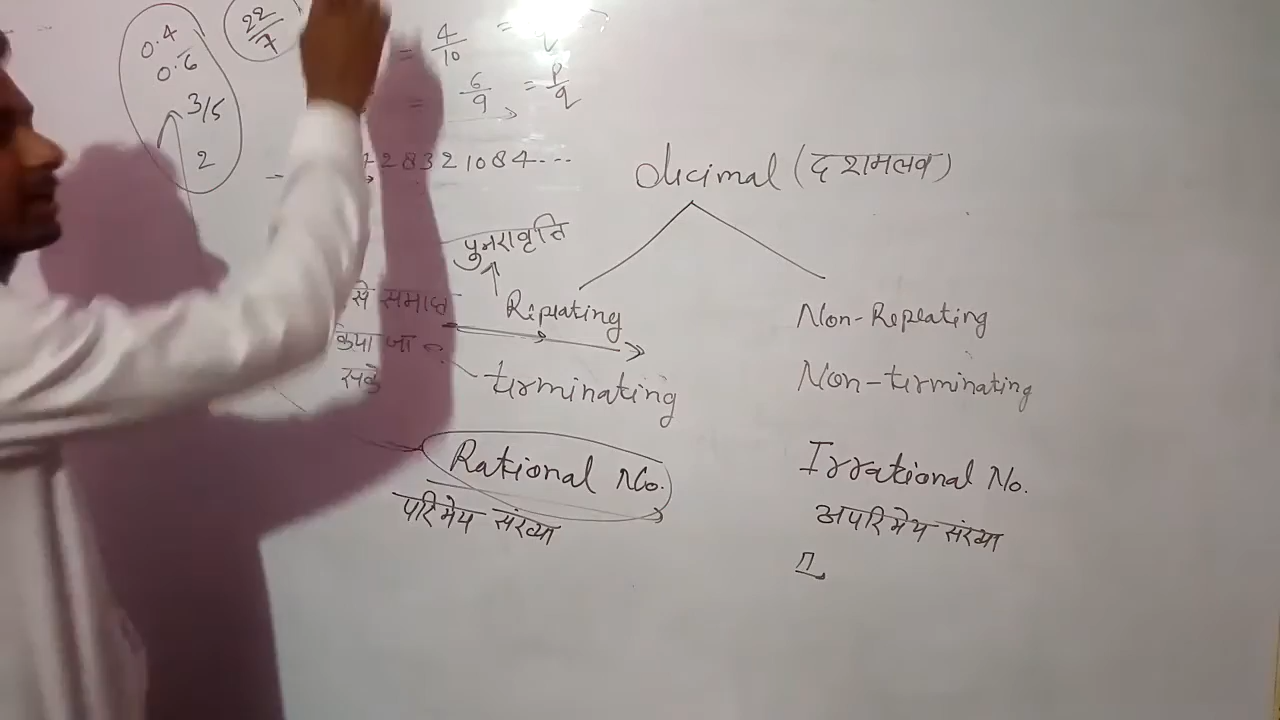 0.4
0.6̅
3/5
2
22/7
= 4/10 =
= 6/9 = p/q
28321084...
Decimal (दशमलव)
पुनरावृति
Repeating
Non-Repeating
से समाप्त
किया जा
सके
terminating
Non-terminating
Rational No.
Irrational No.
परिमेय संख्या
अपरिमेय संख्या
π